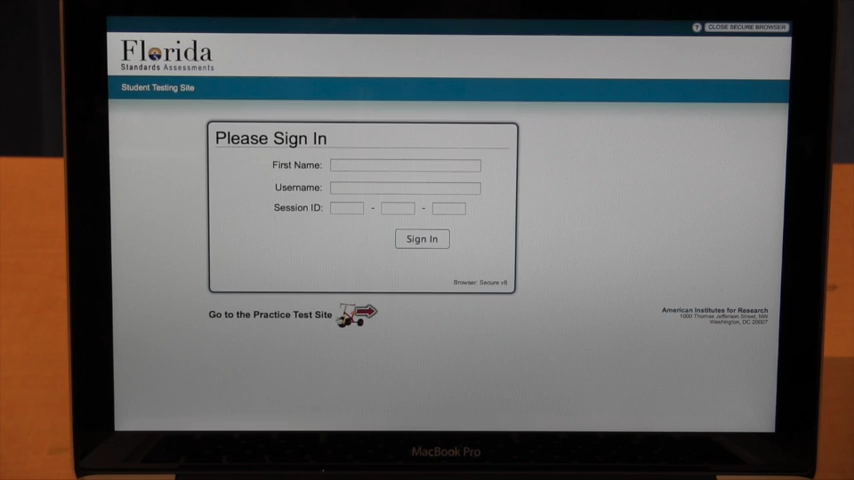 ? CLOSE SECURE BROWSER
Florida
Standards Assessments
Student Testing Site
Please Sign In
First Name:
Username:
Session ID: - -
Sign In
Browser: Secure v8
Go to the Practice Test Site
American Institutes for Research
1000 Thomas Jefferson Street, NW
Washington, DC 20007
MacBook Pro